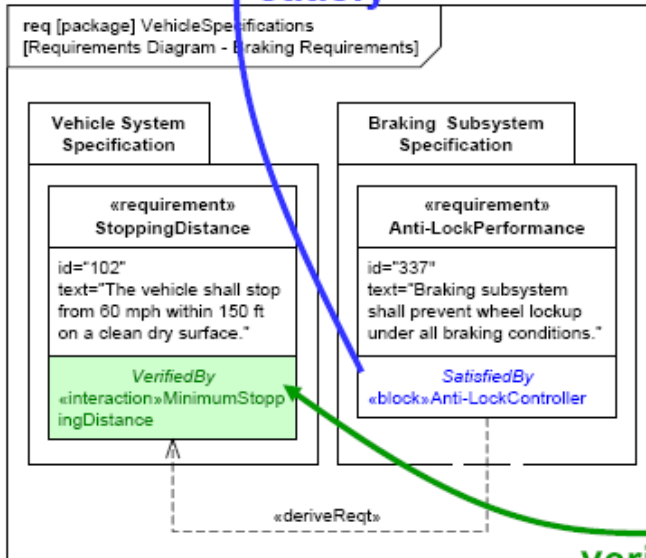 req [package] VehicleSpecifications
[Requirements Diagram - Braking Requirements]
Vehicle System
Specification
«requirement»
StoppingDistance
id="102"
text="The vehicle shall stop
from 60 mph within 150 ft
on a clean dry surface."
VerifiedBy
«interaction»MinimumStopp
ingDistance
Braking Subsystem
Specification
«requirement»
Anti-LockPerformance
id="337"
text="Braking subsystem
shall prevent wheel lockup
under all braking conditions."
SatisfiedBy
«block»Anti-LockController
«deriveReqt»